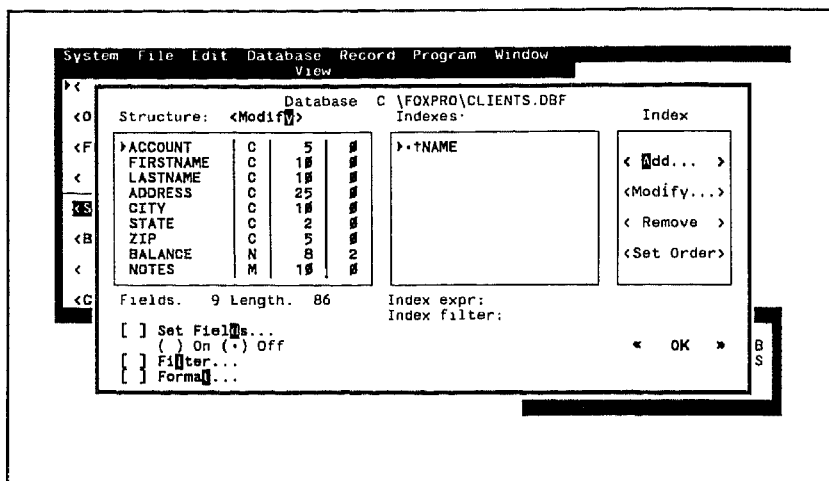 System File Edit Database Record Program Window
View
Database C \FOXPRO\CLIENTS.DBF
Structure: <Modify> Indexes· Index
ACCOUNT C 5 0
FIRSTNAME C 10 0
LASTNAME C 10 0
ADDRESS C 25 0
CITY C 10 0
STATE C 2 0
ZIP C 5 0
BALANCE N 8 2
NOTES M 10 0
·↑NAME
< Add... >
<Modify...>
< Remove >
<Set Order>
Fields. 9 Length. 86
Index expr:
Index filter:
[ ] Set Fields...
( ) On (·) Off
[ ] Filter...
[ ] Format...
« OK »
<
<O
<F
<
<S
<B
<
<C
B
S